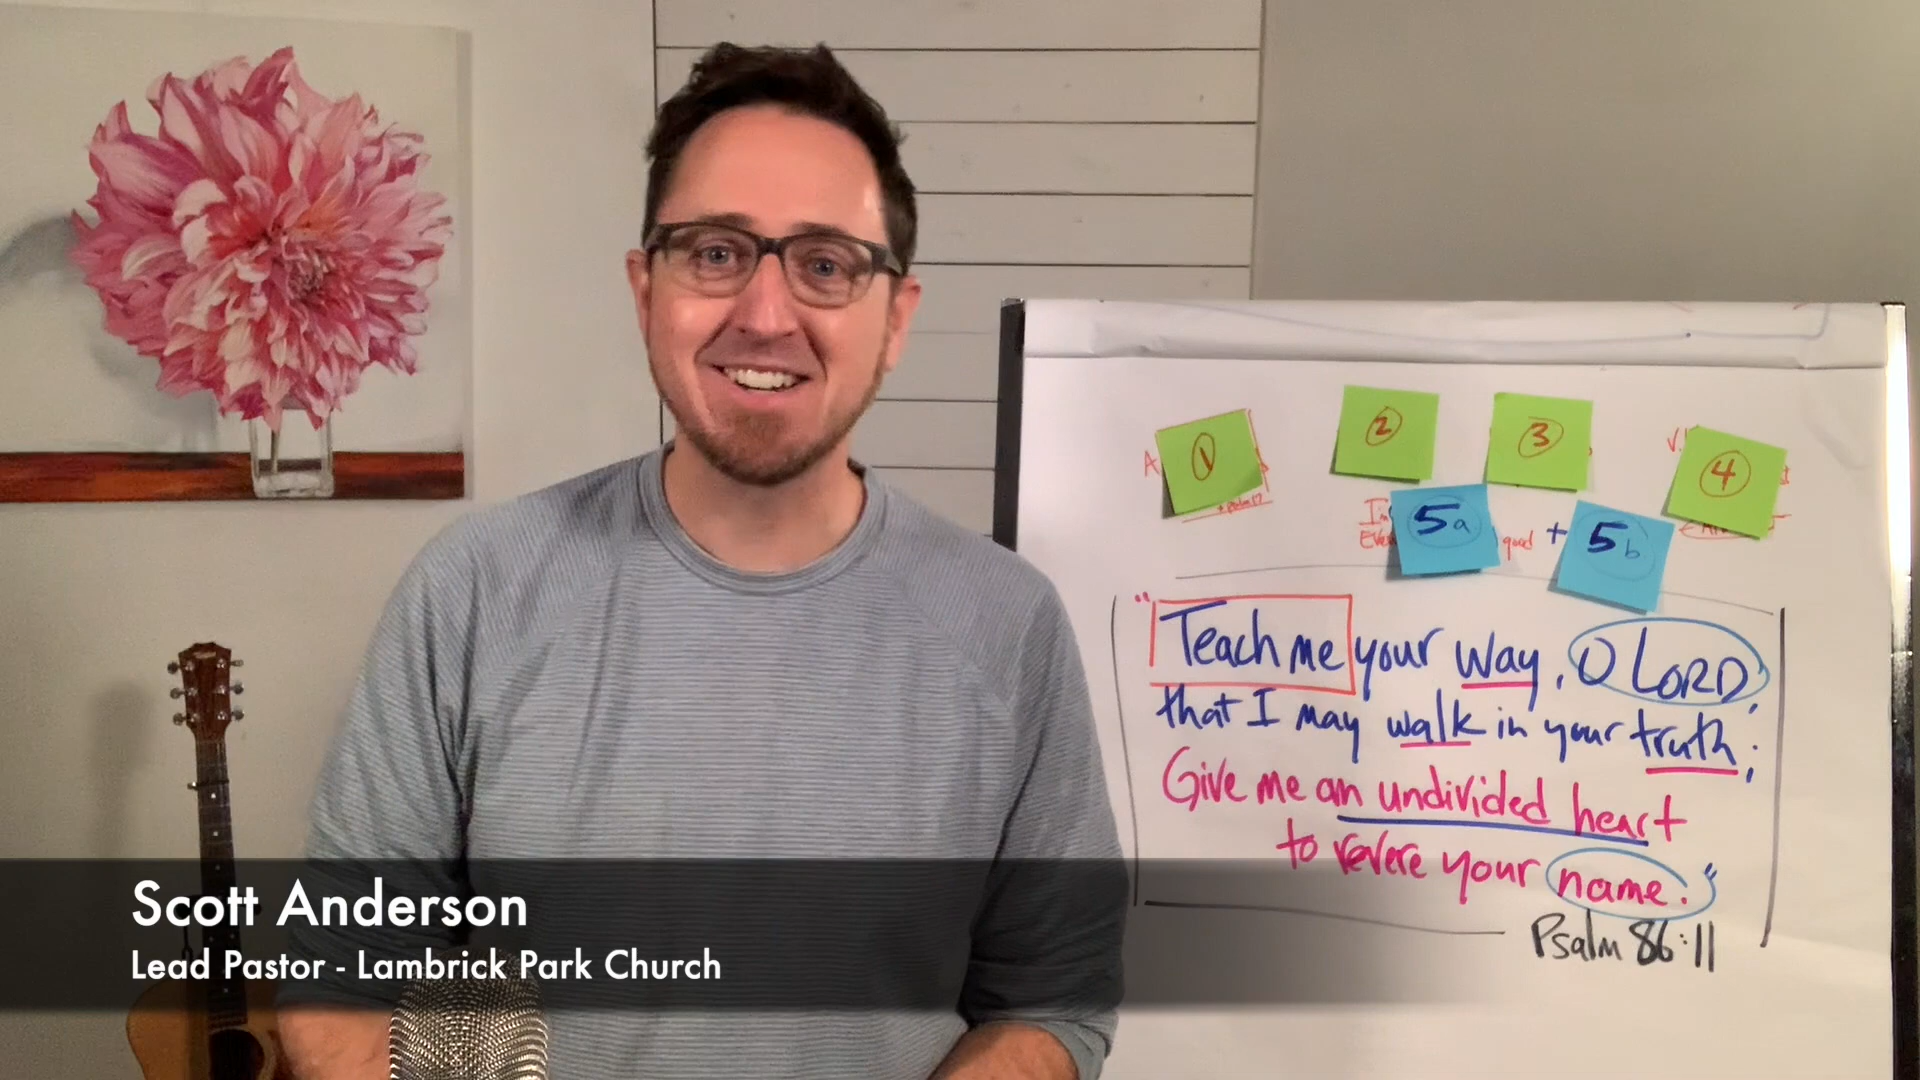 1
2
3
4
5a
good + 5b
"Teach me your way, O LORD,
that I may walk in your truth;
Give me an undivided heart
to revere your name."
Psalm 86:11
Scott Anderson
Lead Pastor - Lambrick Park Church